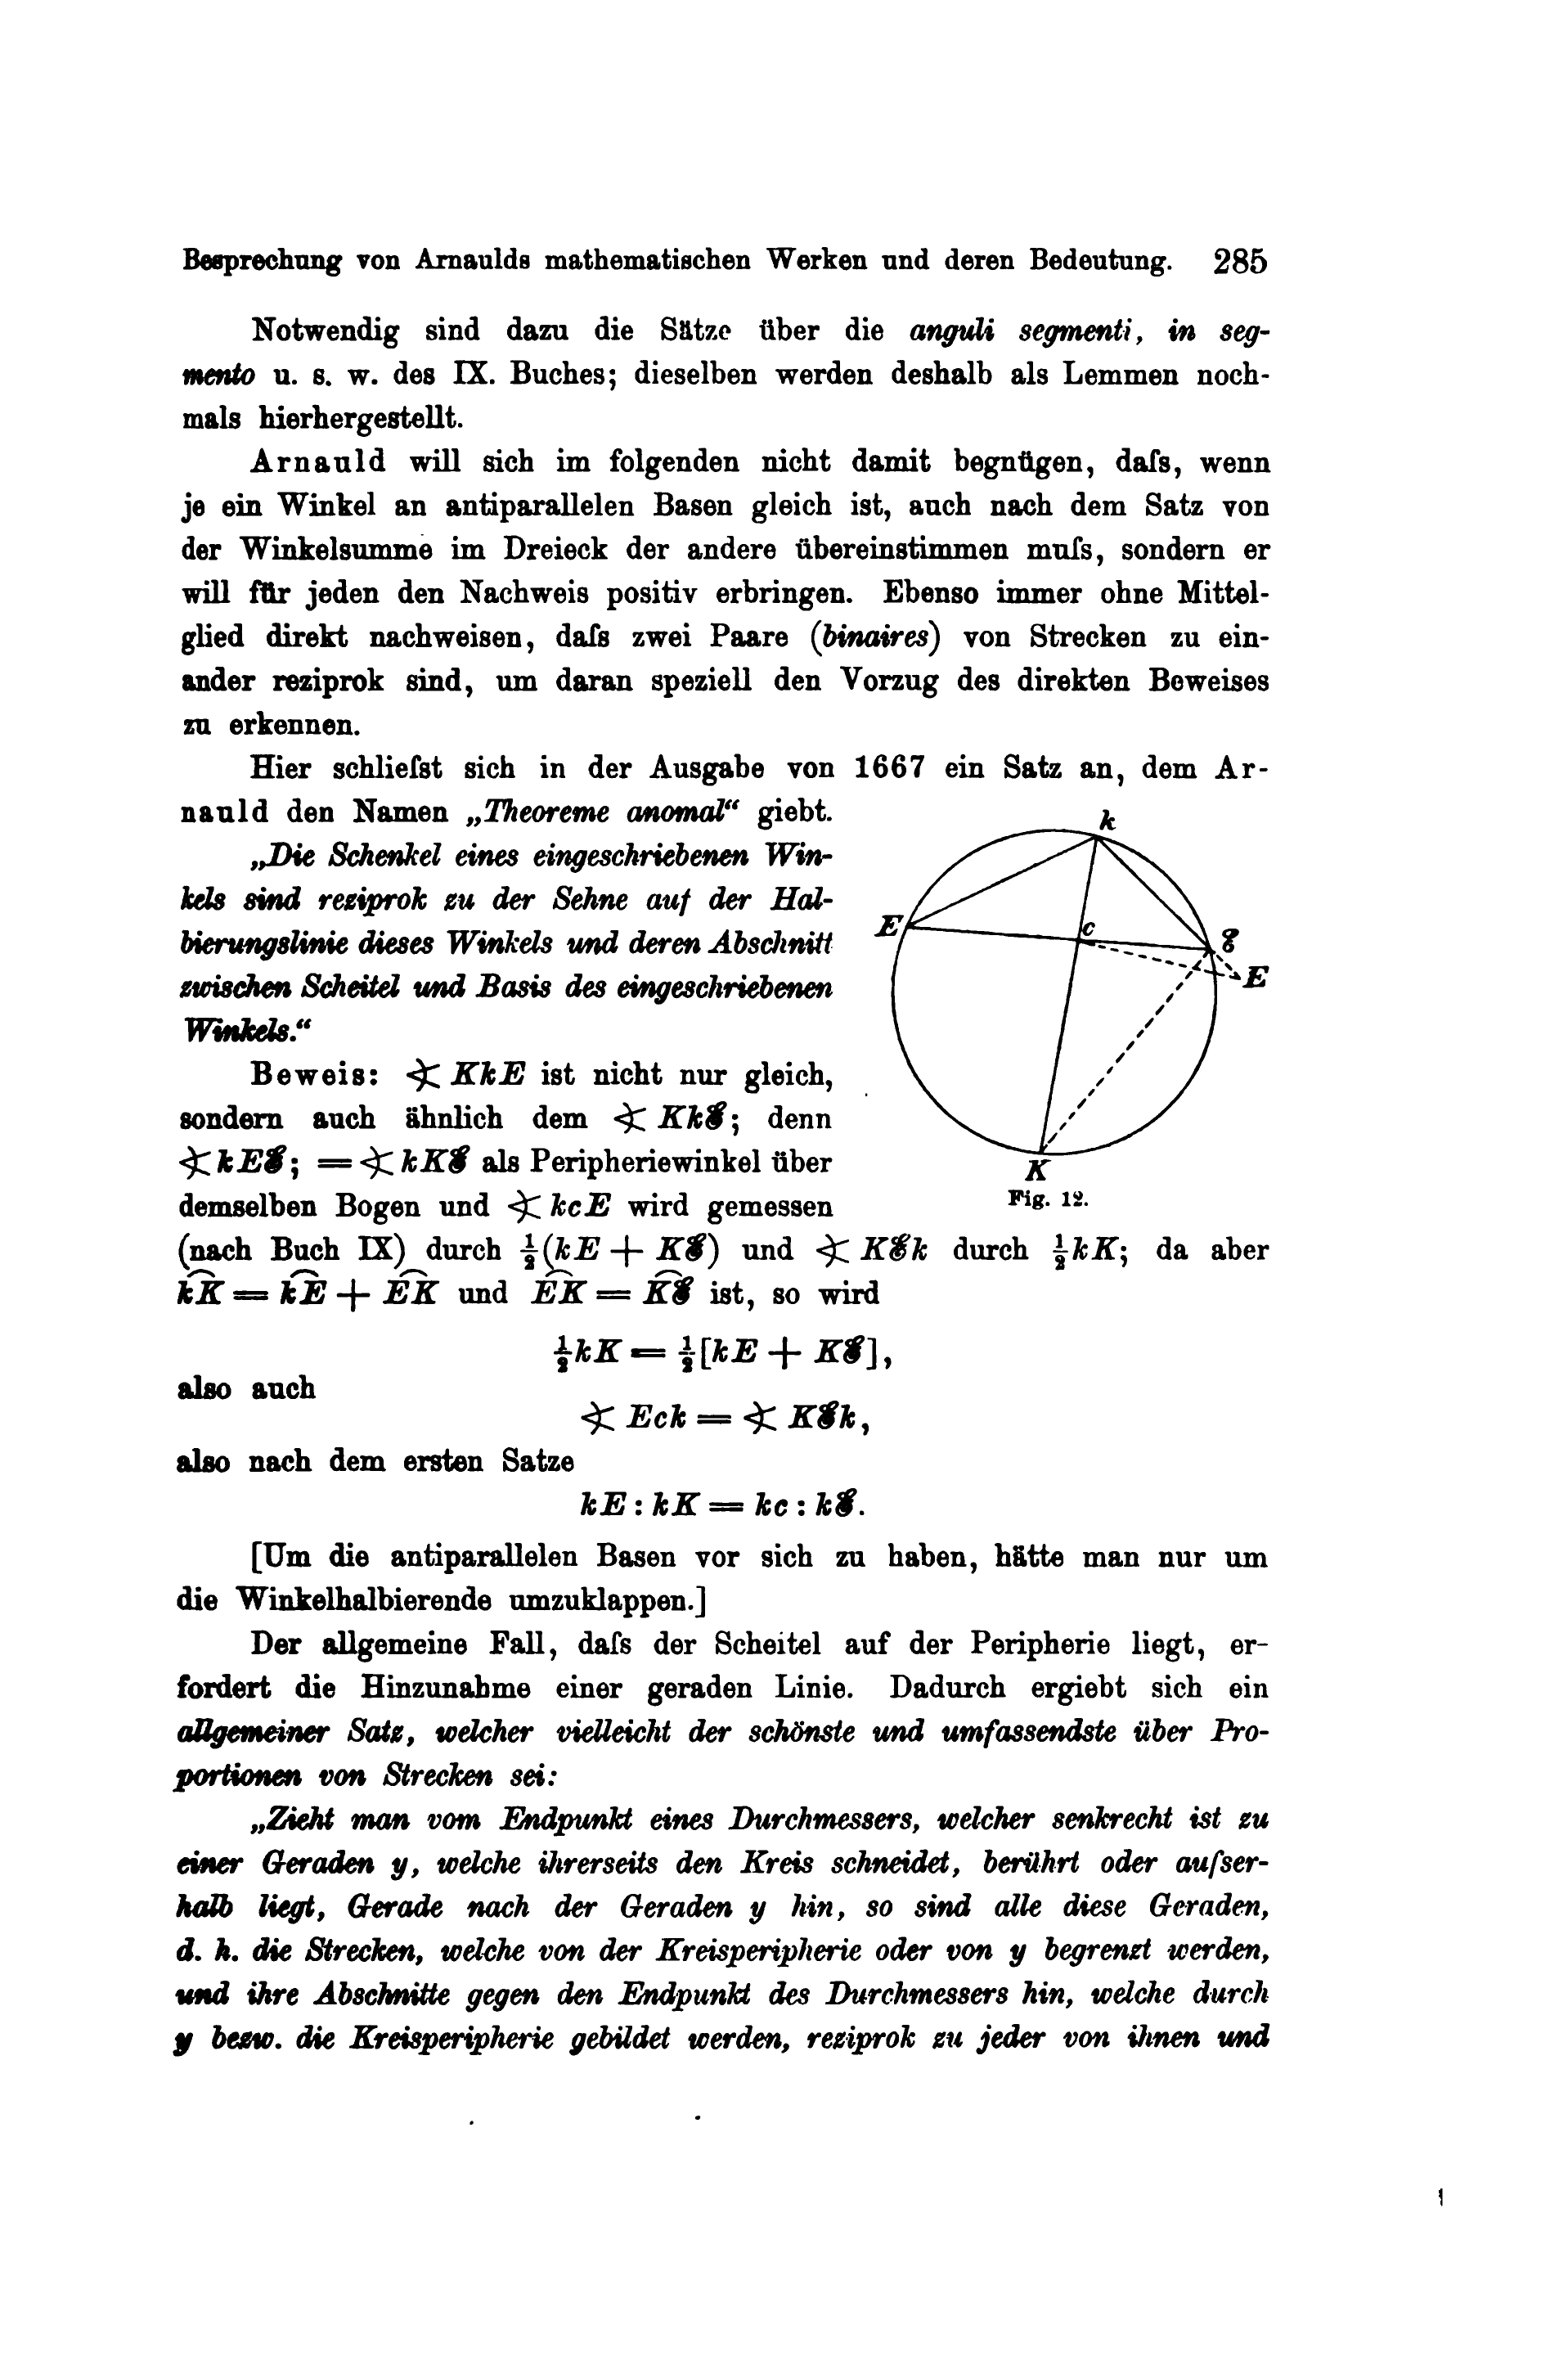 Besprechung von Arnaulds mathematischen Werken und deren Bedeutung. 285
Notwendig sind dazu die Sätze über die anguli segmenti, in seg-
mento u. s. w. des IX. Buches; dieselben werden deshalb als Lemmen noch-
mals hierhergestellt.
Arnauld will sich im folgenden nicht damit begnügen, daſs, wenn
je ein Winkel an antiparallelen Basen gleich ist, auch nach dem Satz von
der Winkelsumme im Dreieck der andere übereinstimmen muſs, sondern er
will für jeden den Nachweis positiv erbringen. Ebenso immer ohne Mittel-
glied direkt nachweisen, daſs zwei Paare (binaires) von Strecken zu ein-
ander reziprok sind, um daran speziell den Vorzug des direkten Beweises
zu erkennen.
Hier schlieſst sich in der Ausgabe von 1667 ein Satz an, dem Ar-
nauld den Namen „Theoreme anomal“ giebt.
„Die Schenkel eines eingeschriebenen Win-
kels sind reziprok zu der Sehne auf der Hal-
bierungslinie dieses Winkels und deren Abschnitt
zwischen Scheitel und Basis des eingeschriebenen
Winkels.“
Beweis: ∢ KkE ist nicht nur gleich,
sondern auch ähnlich dem ∢ Kk; denn
∢ kE; = ∢ kK als Peripheriewinkel über
demselben Bogen und ∢ kcE wird gemessen
(nach Buch IX) durch ½(kE + K) und ∢ Kk durch ½kK; da aber
kK = kE + EK und EK = K ist, so wird
½kK = ½[kE + K],
also auch
∢ Eck = ∢ Kk,
also nach dem ersten Satze
kE : kK = kc : k.
[Um die antiparallelen Basen vor sich zu haben, hätte man nur um
die Winkelhalbierende umzuklappen.]
Der allgemeine Fall, daſs der Scheitel auf der Peripherie liegt, er-
fordert die Hinzunahme einer geraden Linie. Dadurch ergiebt sich ein
allgemeiner Satz, welcher vielleicht der schönste und umfassendste über Pro-
portionen von Strecken sei:
„Zieht man vom Endpunkt eines Durchmessers, welcher senkrecht ist zu
einer Geraden y, welche ihrerseits den Kreis schneidet, berührt oder auſser-
halb liegt, Gerade nach der Geraden y hin, so sind alle diese Geraden,
d. h. die Strecken, welche von der Kreisperipherie oder von y begrenzt werden,
und ihre Abschnitte gegen den Endpunkt des Durchmessers hin, welche durch
y bezw. die Kreisperipherie gebildet werden, reziprok zu jeder von ihnen und
k
E
c
E
K
Fig. 12.